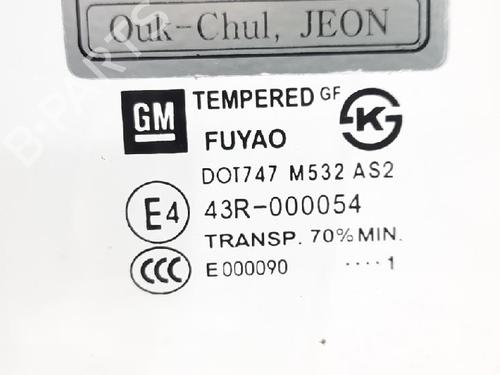 Ouk-Chul, JEON
GM TEMPERED GF K S
FUYAO
DOT747 M532 AS2
E4 43R-000054
TRANSP. 70% MIN.
CCC E000090 ····1
B-PARTS